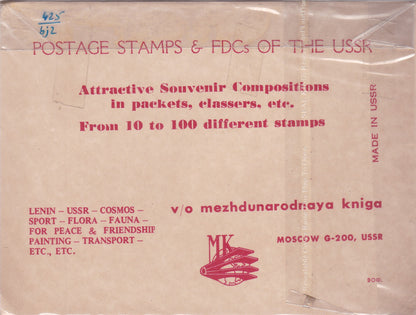 425
4j2
POSTAGE STAMPS & FDCs OF THE USSR
Attractive Souvenir Compositions
in packets, classers, etc.
From 10 to 100 different stamps
MADE IN USSR
LENIN – USSR – COSMOS –
SPORT – FLORA – FAUNA –
FOR PEACE & FRIENDSHIP
PAINTING – TRANSPORT –
ETC., ETC.
v/o mezhdunarodnaya kniga
MK
MOSCOW G-200, USSR